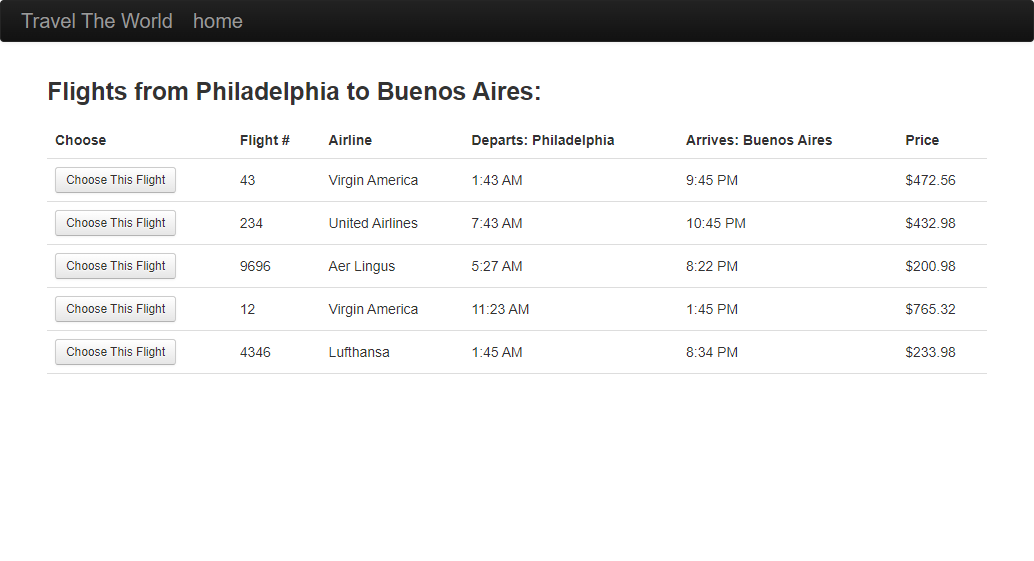 Travel The World home
Flights from Philadelphia to Buenos Aires:
Choose Flight # Airline Departs: Philadelphia Arrives: Buenos Aires Price
Choose This Flight 43 Virgin America 1:43 AM 9:45 PM $472.56
Choose This Flight 234 United Airlines 7:43 AM 10:45 PM $432.98
Choose This Flight 9696 Aer Lingus 5:27 AM 8:22 PM $200.98
Choose This Flight 12 Virgin America 11:23 AM 1:45 PM $765.32
Choose This Flight 4346 Lufthansa 1:45 AM 8:34 PM $233.98